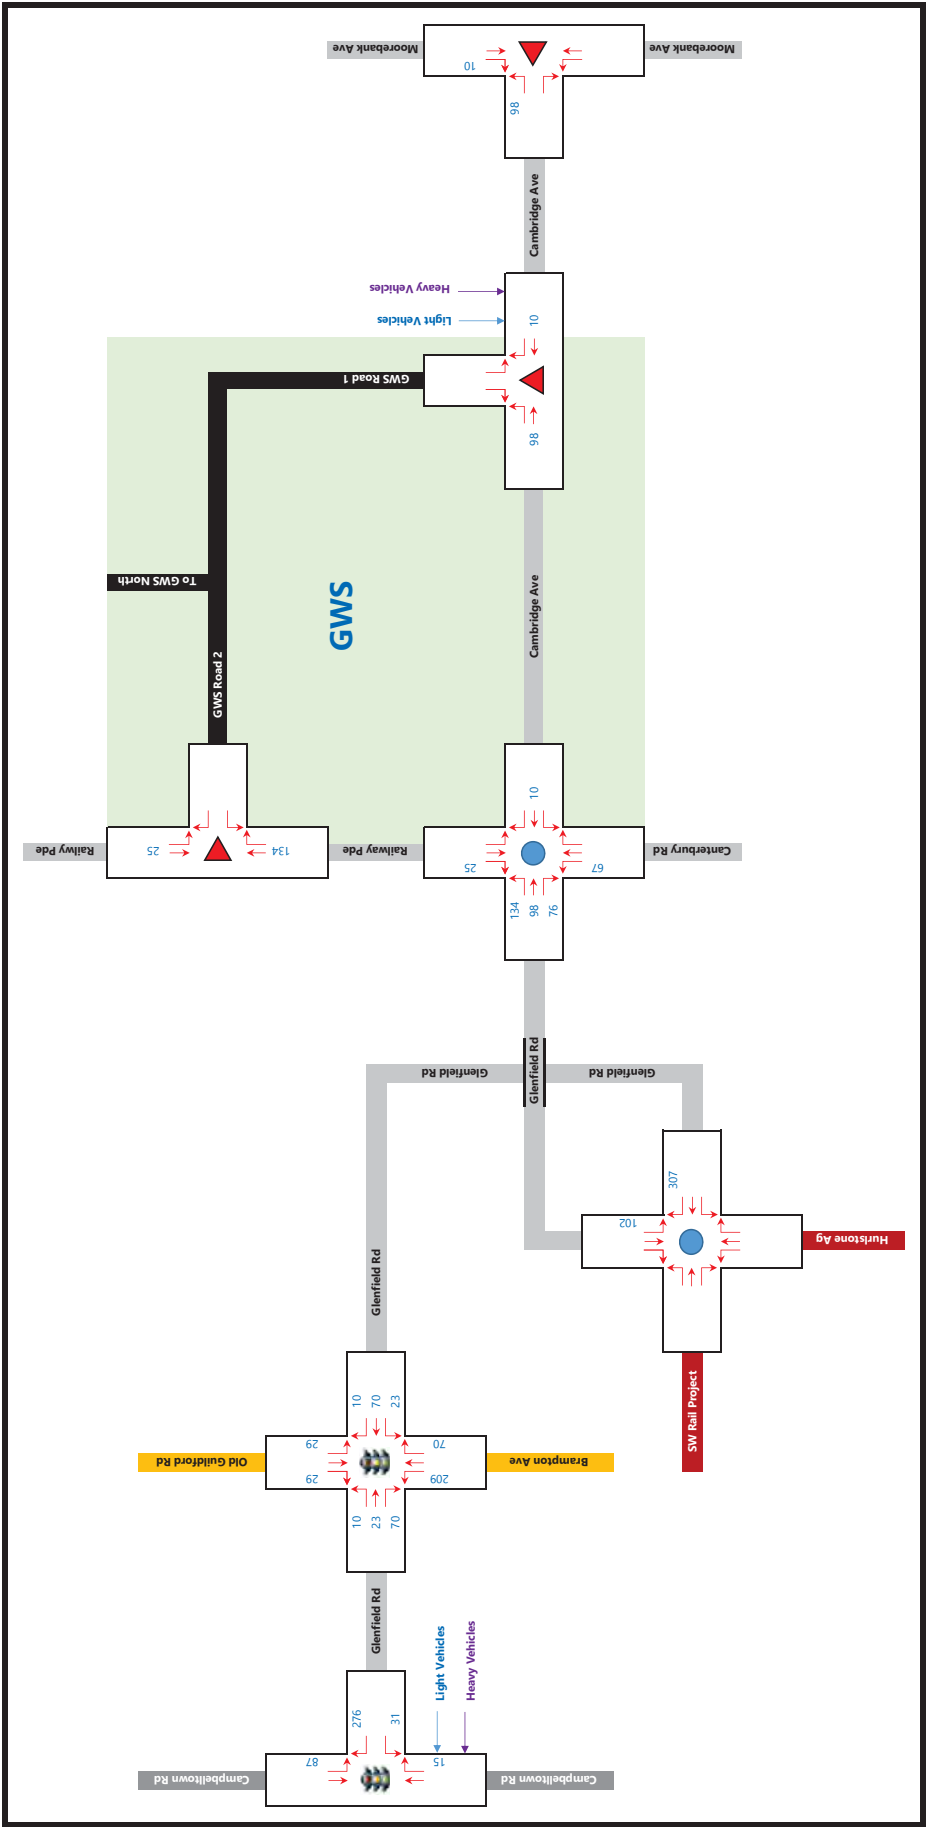 Moorebank Ave
Moorebank Ave
10
98
Cambridge Ave
Heavy Vehicles
Light Vehicles
10
GWS Road 1
98
To GWS North
GWS
Cambridge Ave
GWS Road 2
10
Railwy Pde
25
134
Railway Pde
25
67
Canterbury Rd
134
98
76
Glenfield Rd
Glenfield Rd
Glenfield Rd
307
102
Hurlstone Ag
Glenfield Rd
SW Rail Project
10
70
23
29
70
Old Guildford Rd
Brampton Ave
29
209
10
23
70
Glenfield Rd
Light Vehicles
Heavy Vehicles
276
31
87
15
Campbelltown Rd
Campbelltown Rd